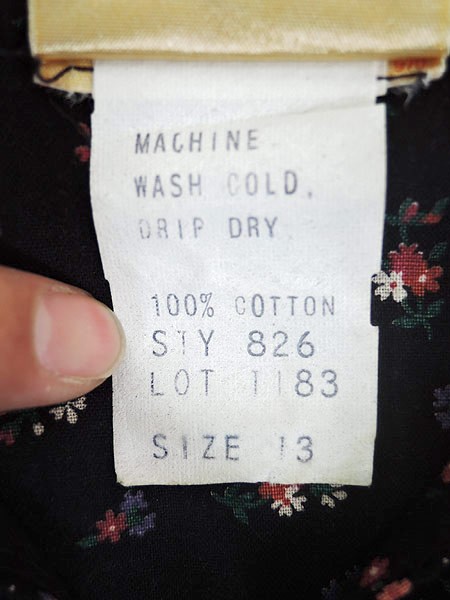 MACHINE
WASH COLD,
DRIP DRY
100% COTTON
STY 826
LOT 1183
SIZE 13